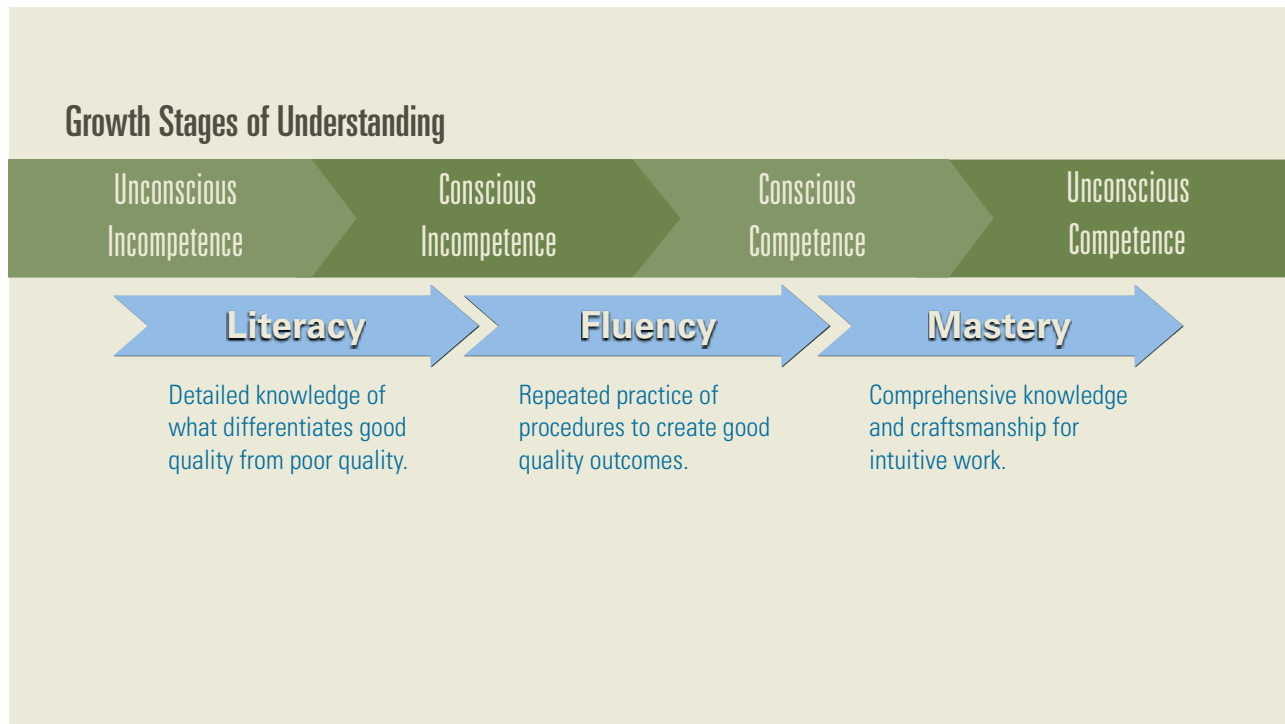 Growth Stages of Understanding
Unconscious
Incompetence
Conscious
Incompetence
Conscious
Competence
Unconscious
Competence
Literacy
Fluency
Mastery
Detailed knowledge of
what differentiates good
quality from poor quality.
Repeated practice of
procedures to create good
quality outcomes.
Comprehensive knowledge
and craftsmanship for
intuitive work.